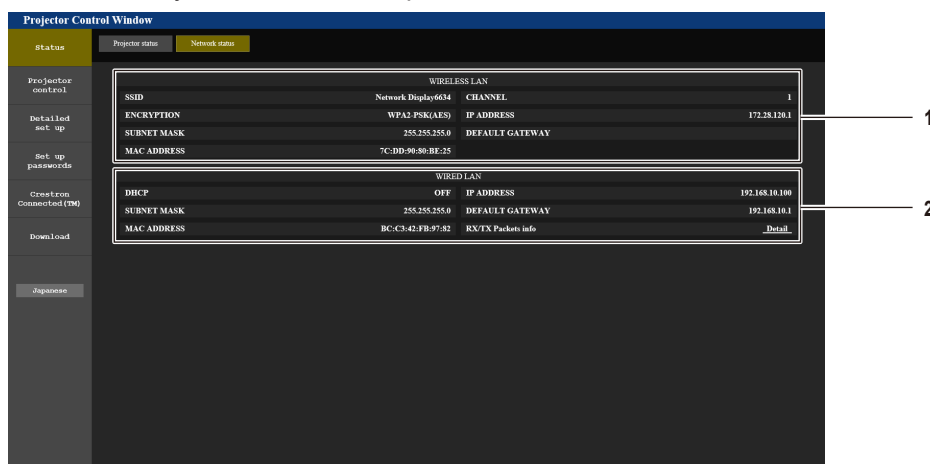 Projector Control Window
Status
Projector status Network status
Projector
control
Detailed
set up
Set up
passwords
Crestron
Connected(TM)
Download
Japanese
WIRELESS LAN
SSID Network Display6634 CHANNEL 1
ENCRYPTION WPA2-PSK(AES) IP ADDRESS 172.28.120.1
SUBNET MASK 255.255.255.0 DEFAULT GATEWAY
MAC ADDRESS 7C:DD:90:80:BE:25
1
WIRED LAN
DHCP OFF IP ADDRESS 192.168.10.100
SUBNET MASK 255.255.255.0 DEFAULT GATEWAY 192.168.10.1
MAC ADDRESS BC:C3:42:FB:97:82 RX/TX Packets info Detail
2